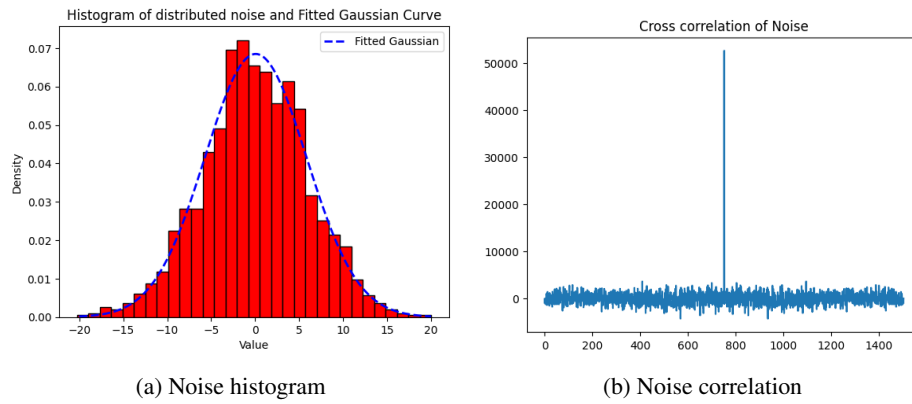 Histogram of distributed noise and Fitted Gaussian Curve
Fitted Gaussian
0.07
0.06
0.05
0.04
0.03
0.02
0.01
0.00
Density
−20 −15 −10 −5 0 5 10 15 20
Value
(a) Noise histogram
Cross correlation of Noise
50000
40000
30000
20000
10000
0
0 200 400 600 800 1000 1200 1400
(b) Noise correlation